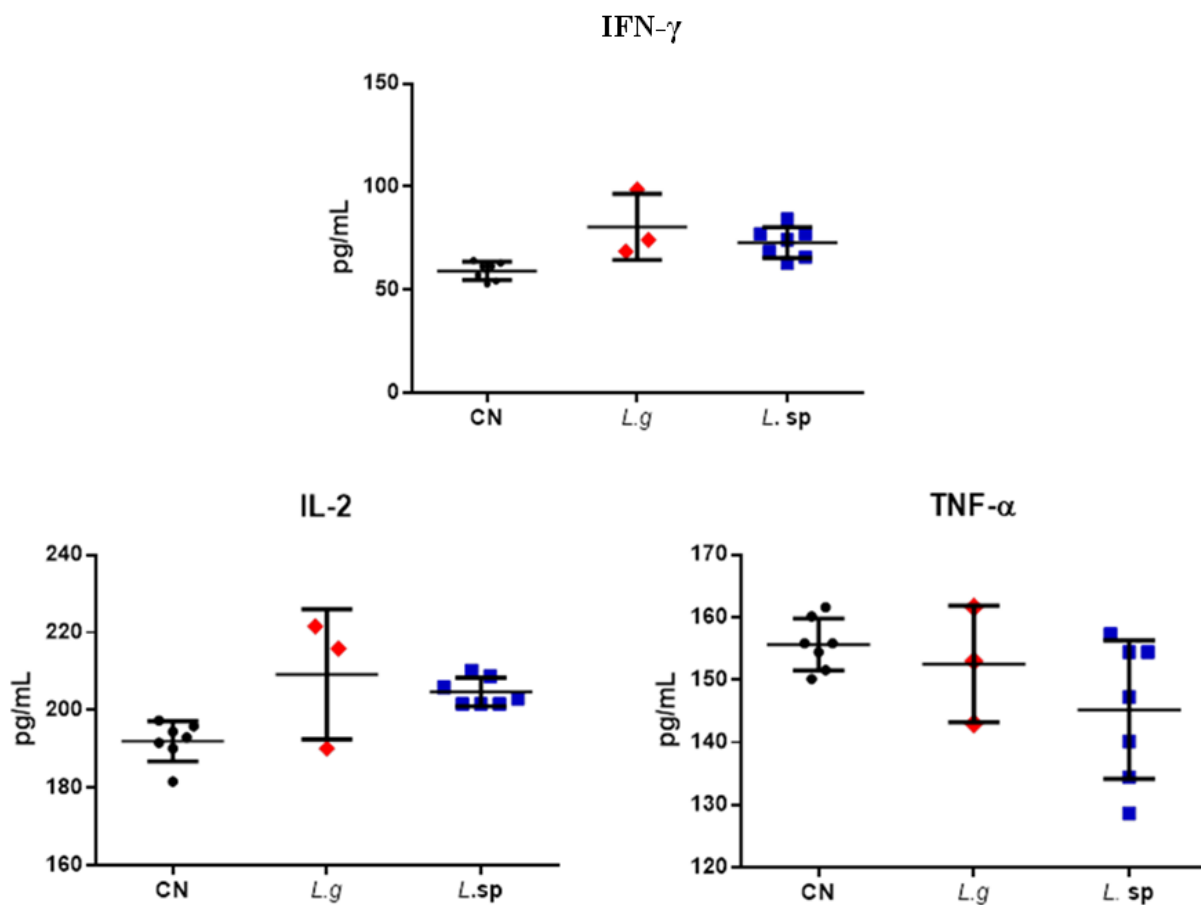 IFN-γ
150
100
50
0
pg/mL
CN L.g L. sp
IL-2
240
220
200
180
160
pg/mL
CN L.g L.sp
TNF-α
170
160
150
140
130
120
pg/mL
CN L.g L. sp